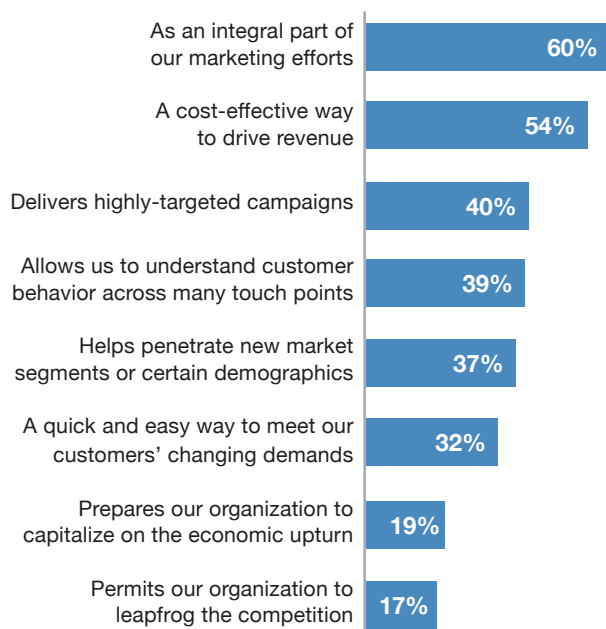 As an integral part of
our marketing efforts
60%
A cost-effective way
to drive revenue
54%
Delivers highly-targeted campaigns
40%
Allows us to understand customer
behavior across many touch points
39%
Helps penetrate new market
segments or certain demographics
37%
A quick and easy way to meet our
customers’ changing demands
32%
Prepares our organization to
capitalize on the economic upturn
19%
Permits our organization to
leapfrog the competition
17%